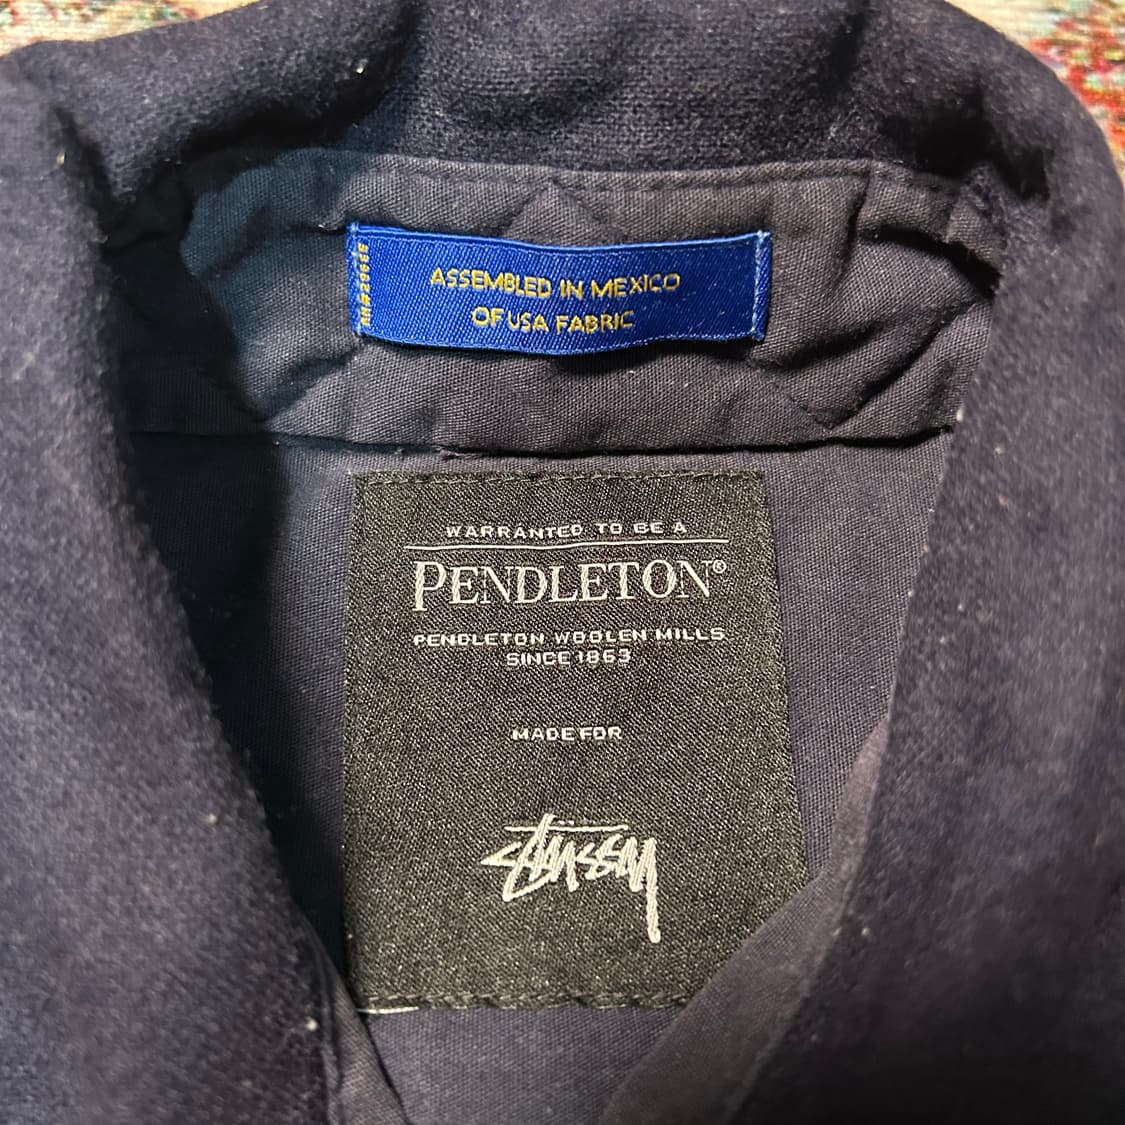 ASSEMBLED IN MEXICO
OF USA FABRIC
WARRANTED TO BE A
PENDLETON®
PENDLETON WOOLEN MILLS
SINCE 1863
MADE FOR
Stüssy